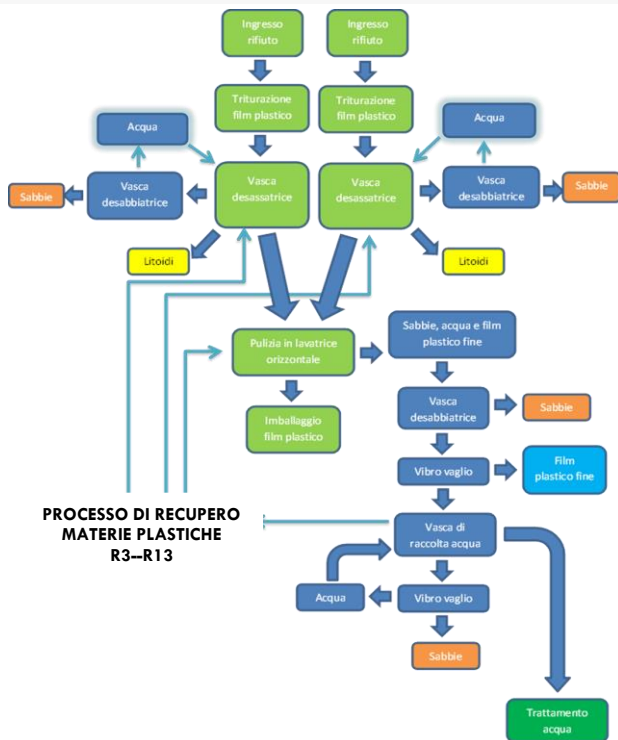 Ingresso
rifiuto
Ingresso
rifiuto
Triturazione
film plastico
Triturazione
film plastico
Acqua
Acqua
Sabbie
Vasca
desabbiatrice
Vasca
desassatrice
Vasca
desassatrice
Vasca
desabbiatrice
Sabbie
Litoidi
Litoidi
Pulizia in lavatrice
orizzontale
Sabbie, acqua e film
plastico fine
Imballaggio
film plastico
Vasca
desabbiatrice
Sabbie
Vibro vaglio
Film
plastico fine
PROCESSO DI RECUPERO
MATERIE PLASTICHE
R3--R13
Vasca di
raccolta acqua
Acqua
Vibro vaglio
Sabbie
Trattamento
acqua